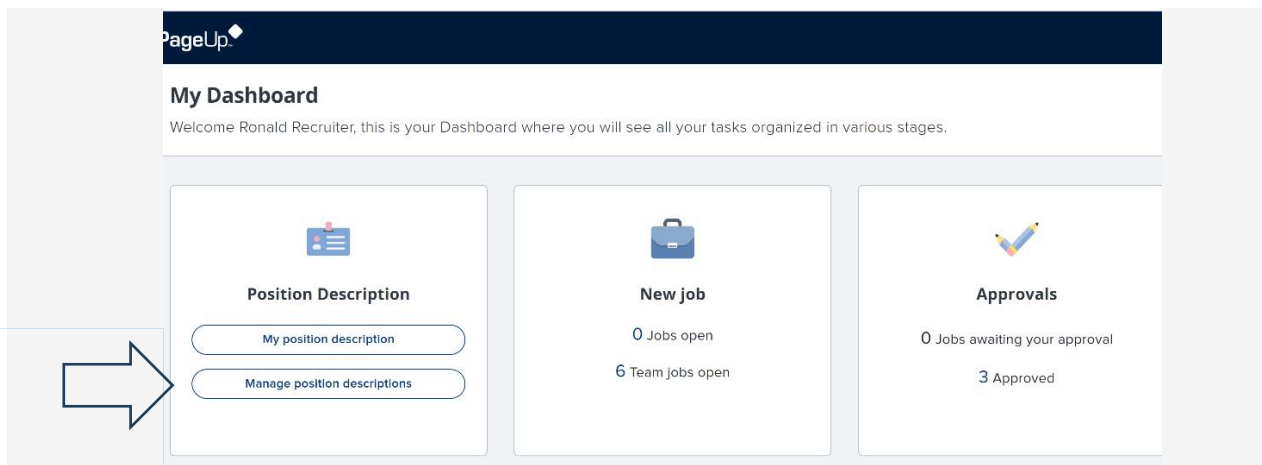 PageUp
My Dashboard
Welcome Ronald Recruiter, this is your Dashboard where you will see all your tasks organized in various stages.
Position Description
My position description
Manage position descriptions
New job
0 Jobs open
6 Team jobs open
Approvals
0 Jobs awaiting your approval
3 Approved